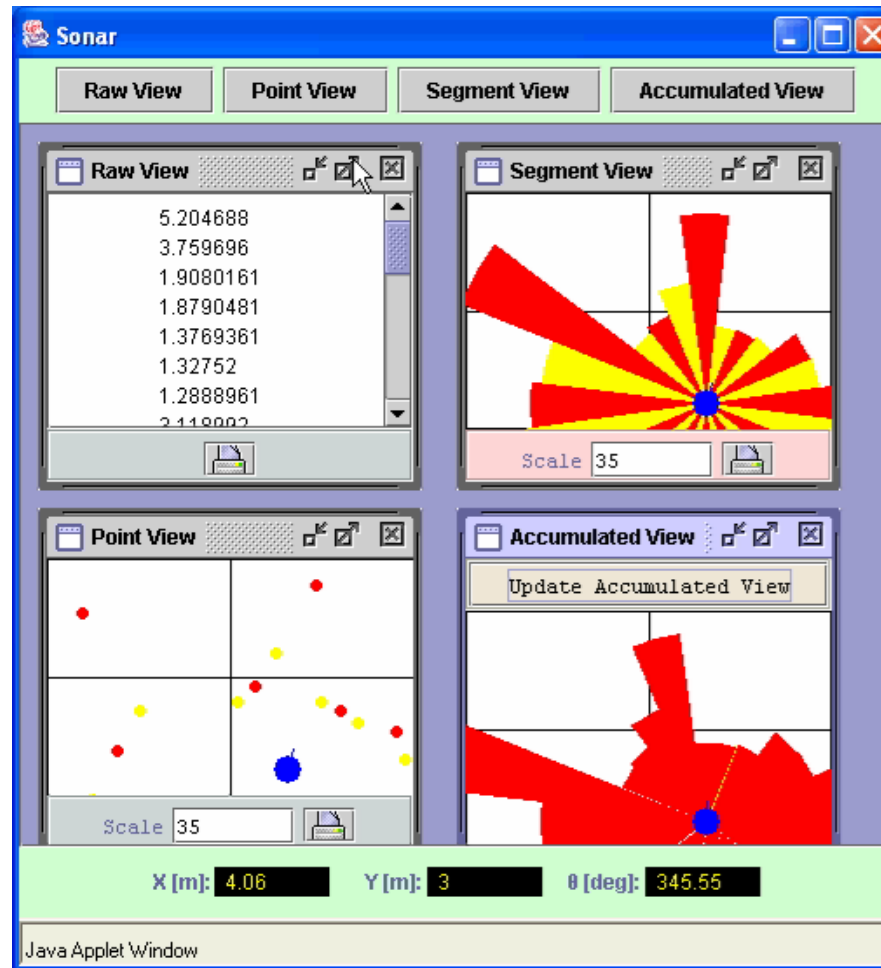 Sonar
Raw View
Point View
Segment View
Accumulated View
Raw View
5.204688
3.759696
1.9080161
1.8790481
1.3769361
1.32752
1.2888961
3.118992
Segment View
Scale 35
Point View
Scale 35
Accumulated View
Update Accumulated View
X [m]: 4.06
Y [m]: 3
θ [deg]: 345.55
Java Applet Window